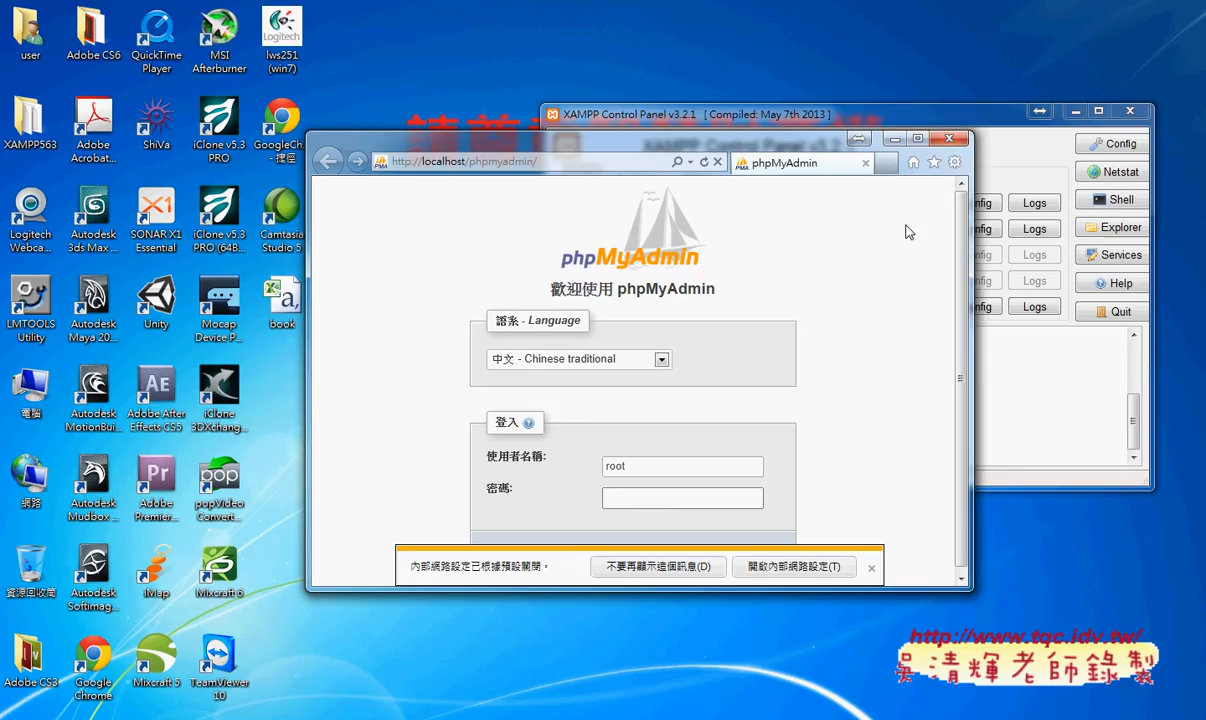 user
Adobe CS6
QuickTime
Player
MSI
Afterburner
Logitech
lws251
(win7)
XAMPP563
Adobe
Acrobat...
ShiVa
iClone v5.3
PRO
GoogleCh...
- 捷徑
Logitech
Webca...
Autodesk
3ds Max ...
SONAR X1
Essential
iClone v5.3
PRO (64B...
Camtasia
Studio 5
LMTOOLS
Utility
Autodesk
Maya 20...
Unity
Mocap
Device P...
book
電腦
Autodesk
MotionBui...
Adobe After
Effects CS5
iClone
3DXchang...
網路
Autodesk
Mudbox ...
Adobe
Premier...
popVideo
Convert...
資源回收筒
Autodesk
Softimag...
iMap
Mixcraft 6
Adobe CS3
Google
Chrome
Mixcraft 5
TeamViewer
10
XAMPP Control Panel v3.2.1 [ Compiled: May 7th 2013 ]
Config
Netstat
Shell
Explorer
Services
Help
Quit
nfig Logs
nfig Logs
nfig Logs
nfig Logs
nfig Logs
http://localhost/phpmyadmin/
phpMyAdmin
phpMyAdmin
歡迎使用 phpMyAdmin
語系 - Language
中文 - Chinese traditional
登入
使用者名稱:
root
密碼:
內部網路設定已根據預設關閉。
不要再顯示這個訊息(D)
開啟內部網路設定(T)
http://www.tqc.idv.tw/
吳清輝老師錄製